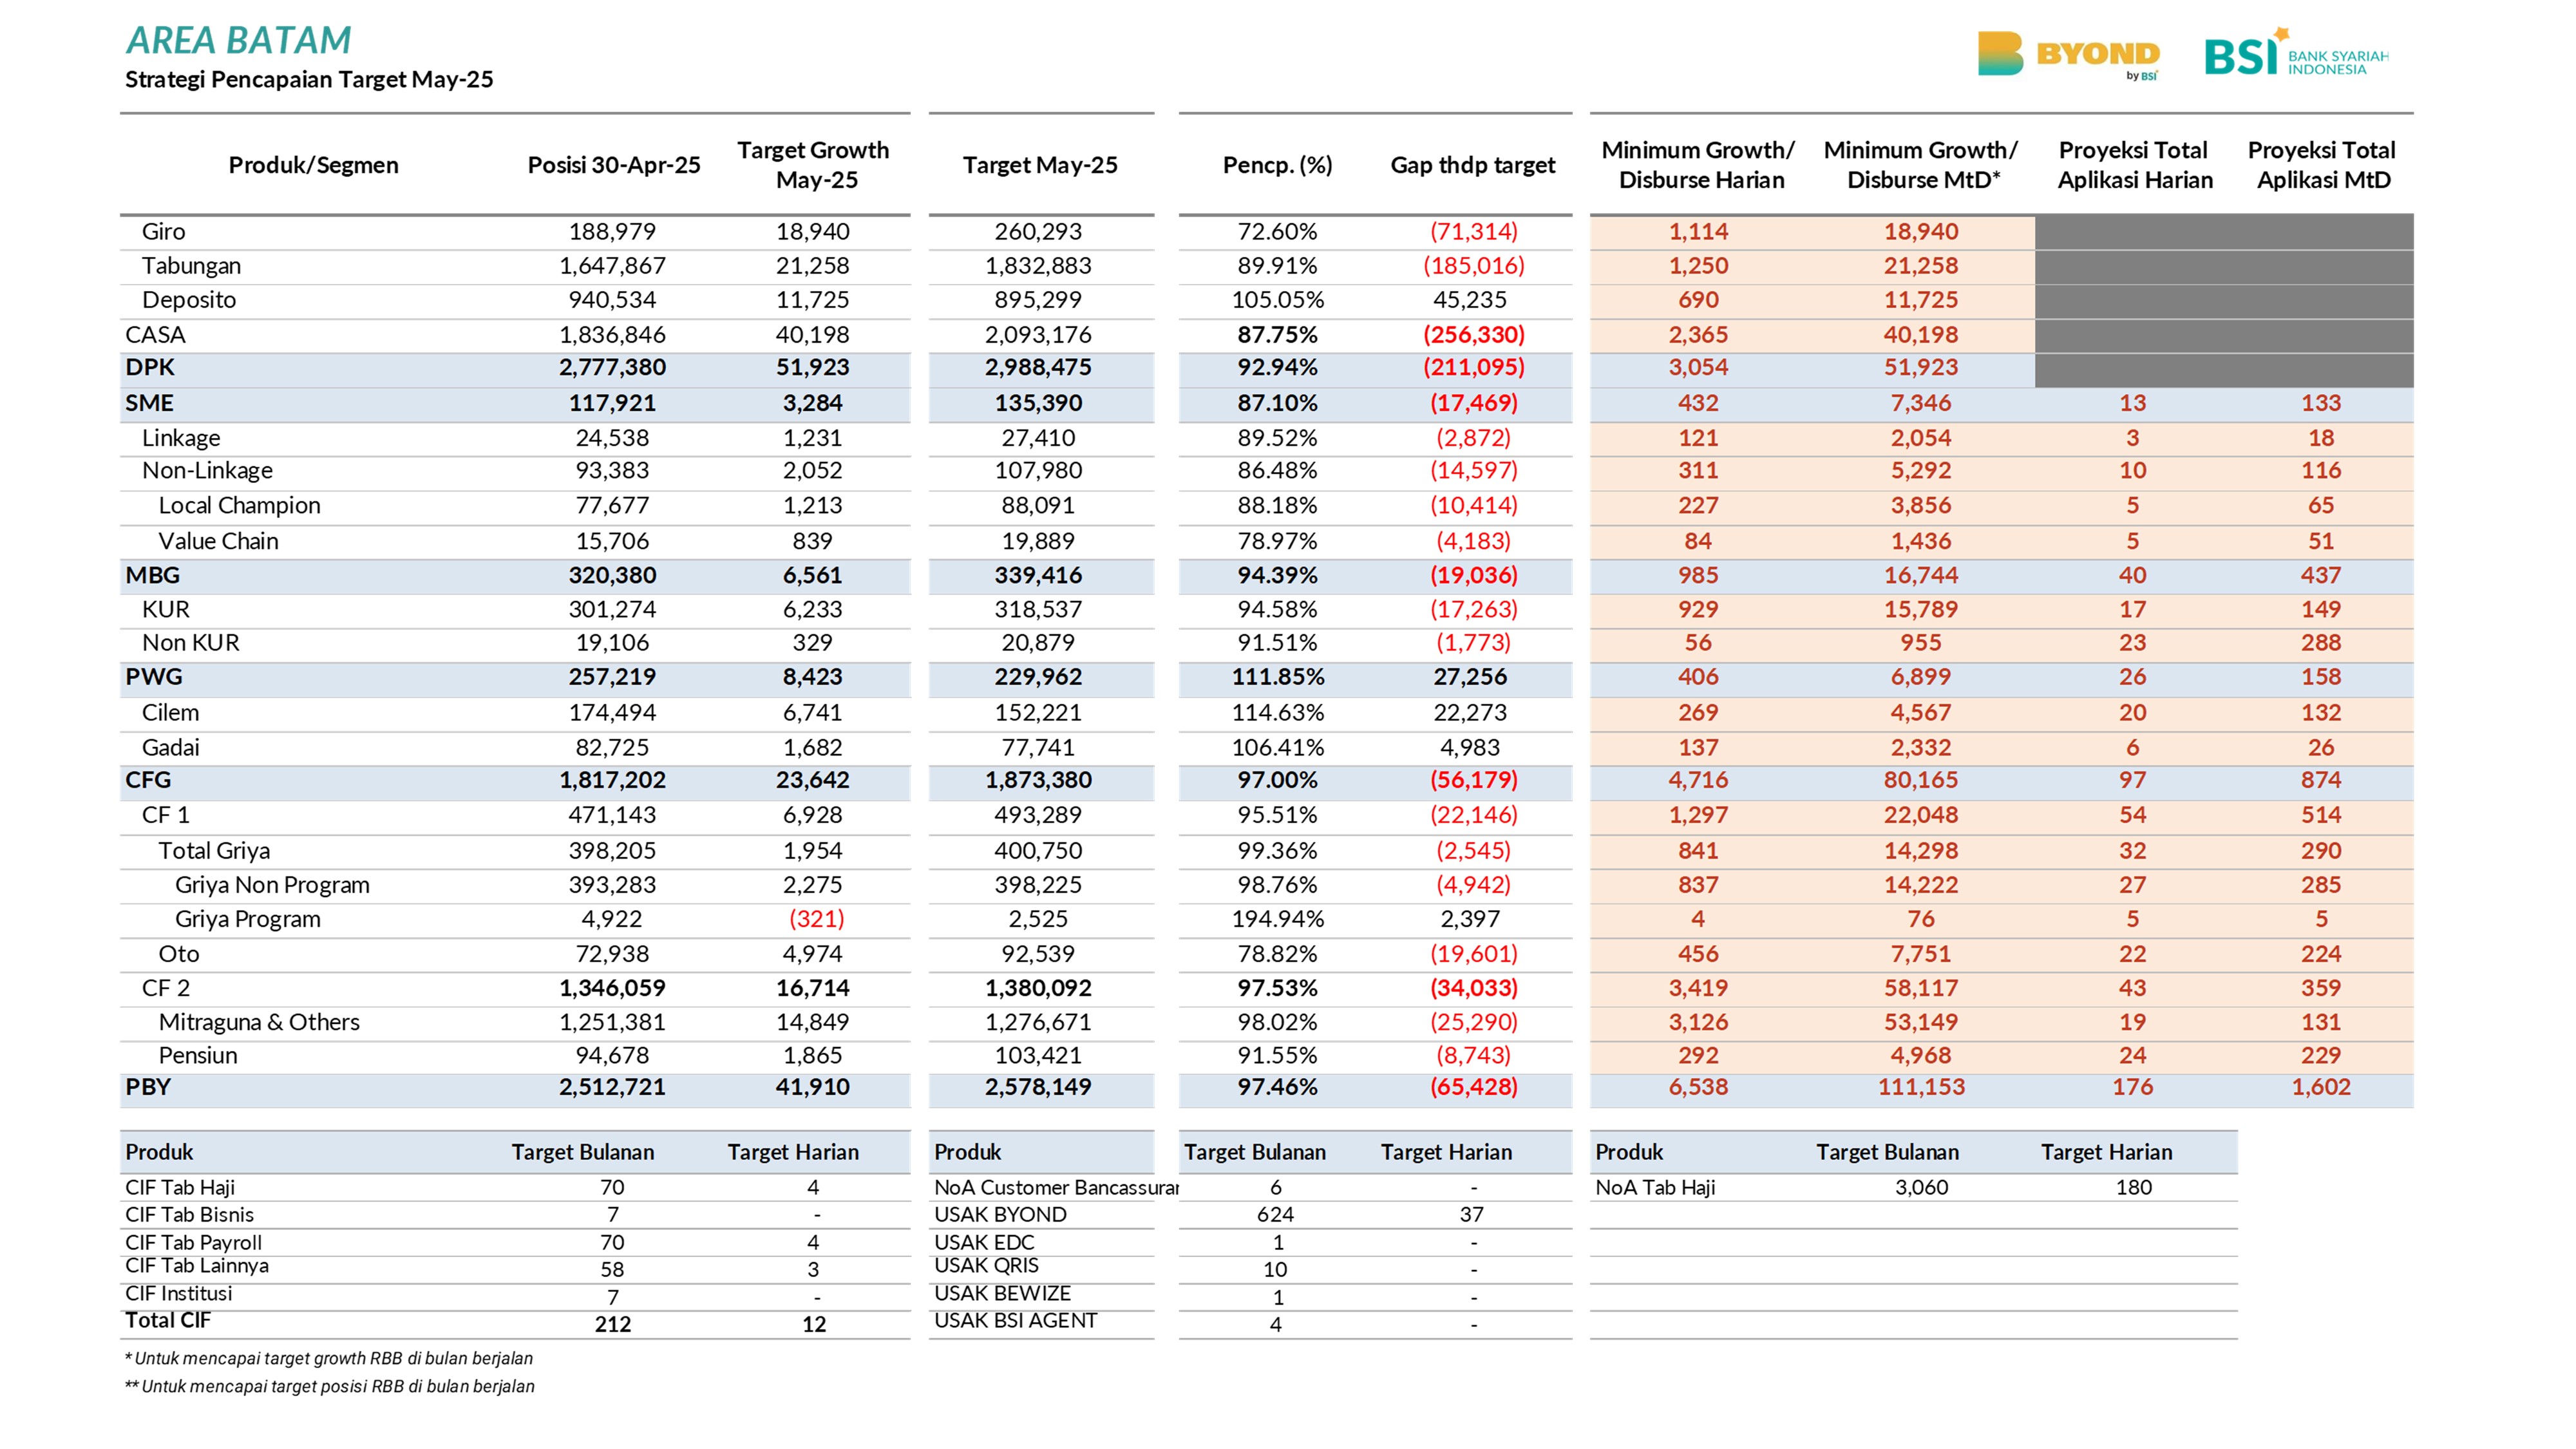 AREA BATAM
Strategi Pencapaian Target May-25
BYOND
by BSI
BSI BANK SYARIAH
INDONESIA
Produk/Segmen Posisi 30-Apr-25 Target Growth May-25 Target May-25 Pencp. (%) Gap thdp target Minimum Growth/ Disburse Harian Minimum Growth/ Disburse MtD* Proyeksi Total Aplikasi Harian Proyeksi Total Aplikasi MtD
Giro 188,979 18,940 260,293 72.60% (71,314) 1,114 18,940
Tabungan 1,647,867 21,258 1,832,883 89.91% (185,016) 1,250 21,258
Deposito 940,534 11,725 895,299 105.05% 45,235 690 11,725
CASA 1,836,846 40,198 2,093,176 87.75% (256,330) 2,365 40,198
DPK 2,777,380 51,923 2,988,475 92.94% (211,095) 3,054 51,923
SME 117,921 3,284 135,390 87.10% (17,469) 432 7,346 13 133
Linkage 24,538 1,231 27,410 89.52% (2,872) 121 2,054 3 18
Non-Linkage 93,383 2,052 107,980 86.48% (14,597) 311 5,292 10 116
Local Champion 77,677 1,213 88,091 88.18% (10,414) 227 3,856 5 65
Value Chain 15,706 839 19,889 78.97% (4,183) 84 1,436 5 51
MBG 320,380 6,561 339,416 94.39% (19,036) 985 16,744 40 437
KUR 301,274 6,233 318,537 94.58% (17,263) 929 15,789 17 149
Non KUR 19,106 329 20,879 91.51% (1,773) 56 955 23 288
PWG 257,219 8,423 229,962 111.85% 27,256 406 6,899 26 158
Cilem 174,494 6,741 152,221 114.63% 22,273 269 4,567 20 132
Gadai 82,725 1,682 77,741 106.41% 4,983 137 2,332 6 26
CFG 1,817,202 23,642 1,873,380 97.00% (56,179) 4,716 80,165 97 874
CF 1 471,143 6,928 493,289 95.51% (22,146) 1,297 22,048 54 514
Total Griya 398,205 1,954 400,750 99.36% (2,545) 841 14,298 32 290
Griya Non Program 393,283 2,275 398,225 98.76% (4,942) 837 14,222 27 285
Griya Program 4,922 (321) 2,525 194.94% 2,397 4 76 5 5
Oto 72,938 4,974 92,539 78.82% (19,601) 456 7,751 22 224
CF 2 1,346,059 16,714 1,380,092 97.53% (34,033) 3,419 58,117 43 359
Mitraguna & Others 1,251,381 14,849 1,276,671 98.02% (25,290) 3,126 53,149 19 131
Pensiun 94,678 1,865 103,421 91.55% (8,743) 292 4,968 24 229
PBY 2,512,721 41,910 2,578,149 97.46% (65,428) 6,538 111,153 176 1,602
Produk Target Bulanan Target Harian Produk Target Bulanan Target Harian Produk Target Bulanan Target Harian
CIF Tab Haji 70 4 NoA Customer Bancassuran 6 - NoA Tab Haji 3,060 180
CIF Tab Bisnis 7 - USAK BYOND 624 37
CIF Tab Payroll 70 4 USAK EDC 1 -
CIF Tab Lainnya 58 3 USAK QRIS 10 -
CIF Institusi 7 - USAK BEWIZE 1 -
Total CIF 212 12 USAK BSI AGENT 4 -
* Untuk mencapai target growth RBB di bulan berjalan
** Untuk mencapai target posisi RBB di bulan berjalan